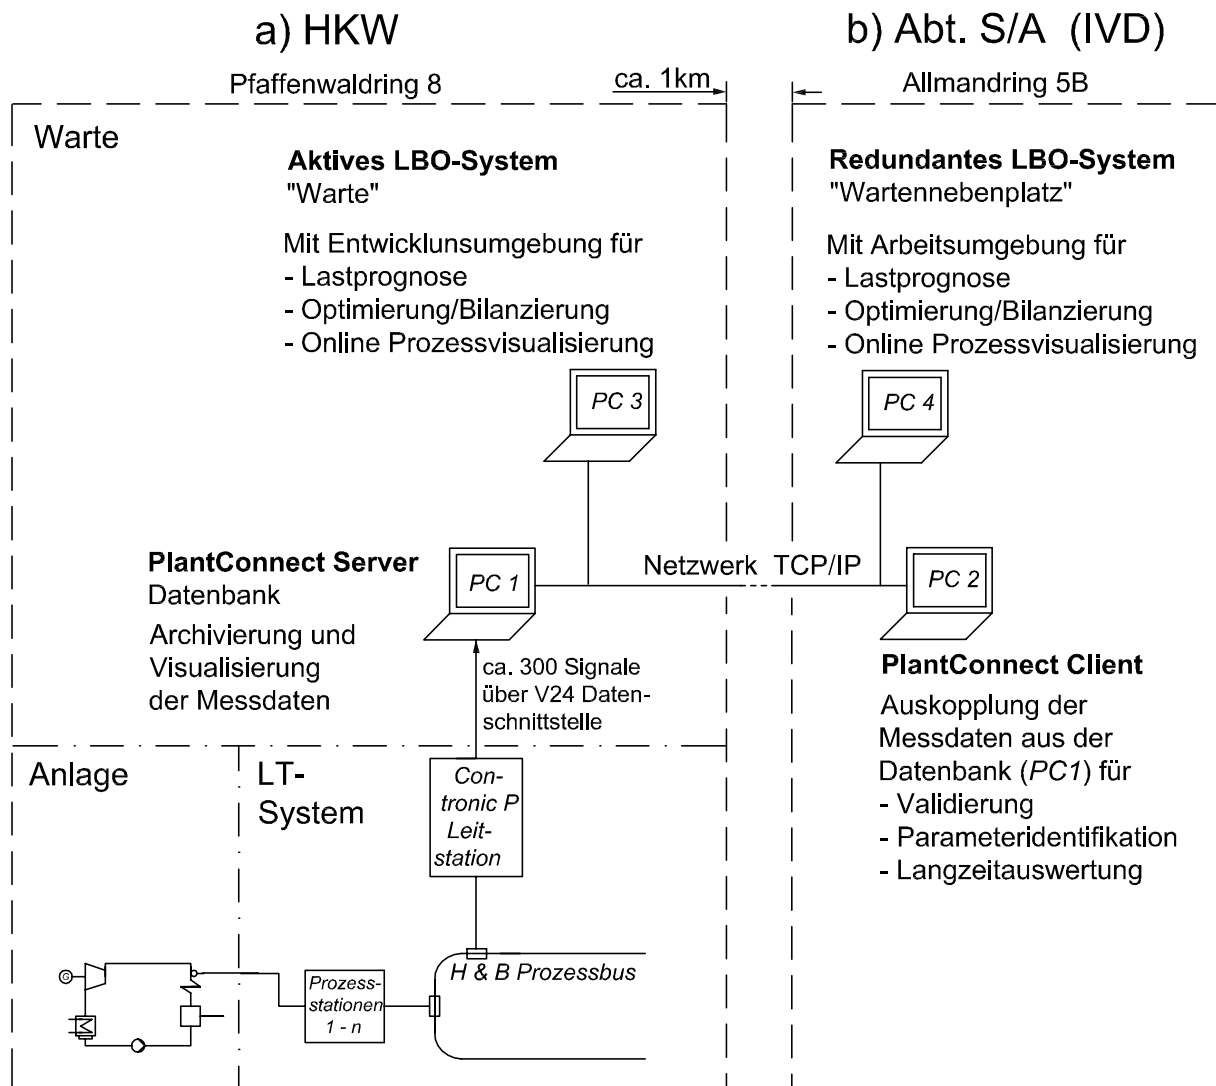 a) HKW
Pfaffenwaldring 8
ca. 1km
Warte
Aktives LBO-System
"Warte"
Mit Entwicklunsumgebung für
- Lastprognose
- Optimierung/Bilanzierung
- Online Prozessvisualisierung
PC 3
PlantConnect Server
Datenbank
Archivierung und
Visualisierung
der Messdaten
PC 1
Netzwerk TCP/IP
ca. 300 Signale
über V24 Daten-
schnittstelle
b) Abt. S/A (IVD)
Allmandring 5B
Redundantes LBO-System
"Wartennebenplatz"
Mit Arbeitsumgebung für
- Lastprognose
- Optimierung/Bilanzierung
- Online Prozessvisualisierung
PC 4
PC 2
PlantConnect Client
Auskopplung der
Messdaten aus der
Datenbank (PC1) für
- Validierung
- Parameteridentifikation
- Langzeitauswertung
Anlage
G
LT-
System
Con-
tronic P
Leit-
station
H & B Prozessbus
Prozess-
stationen
1 - n